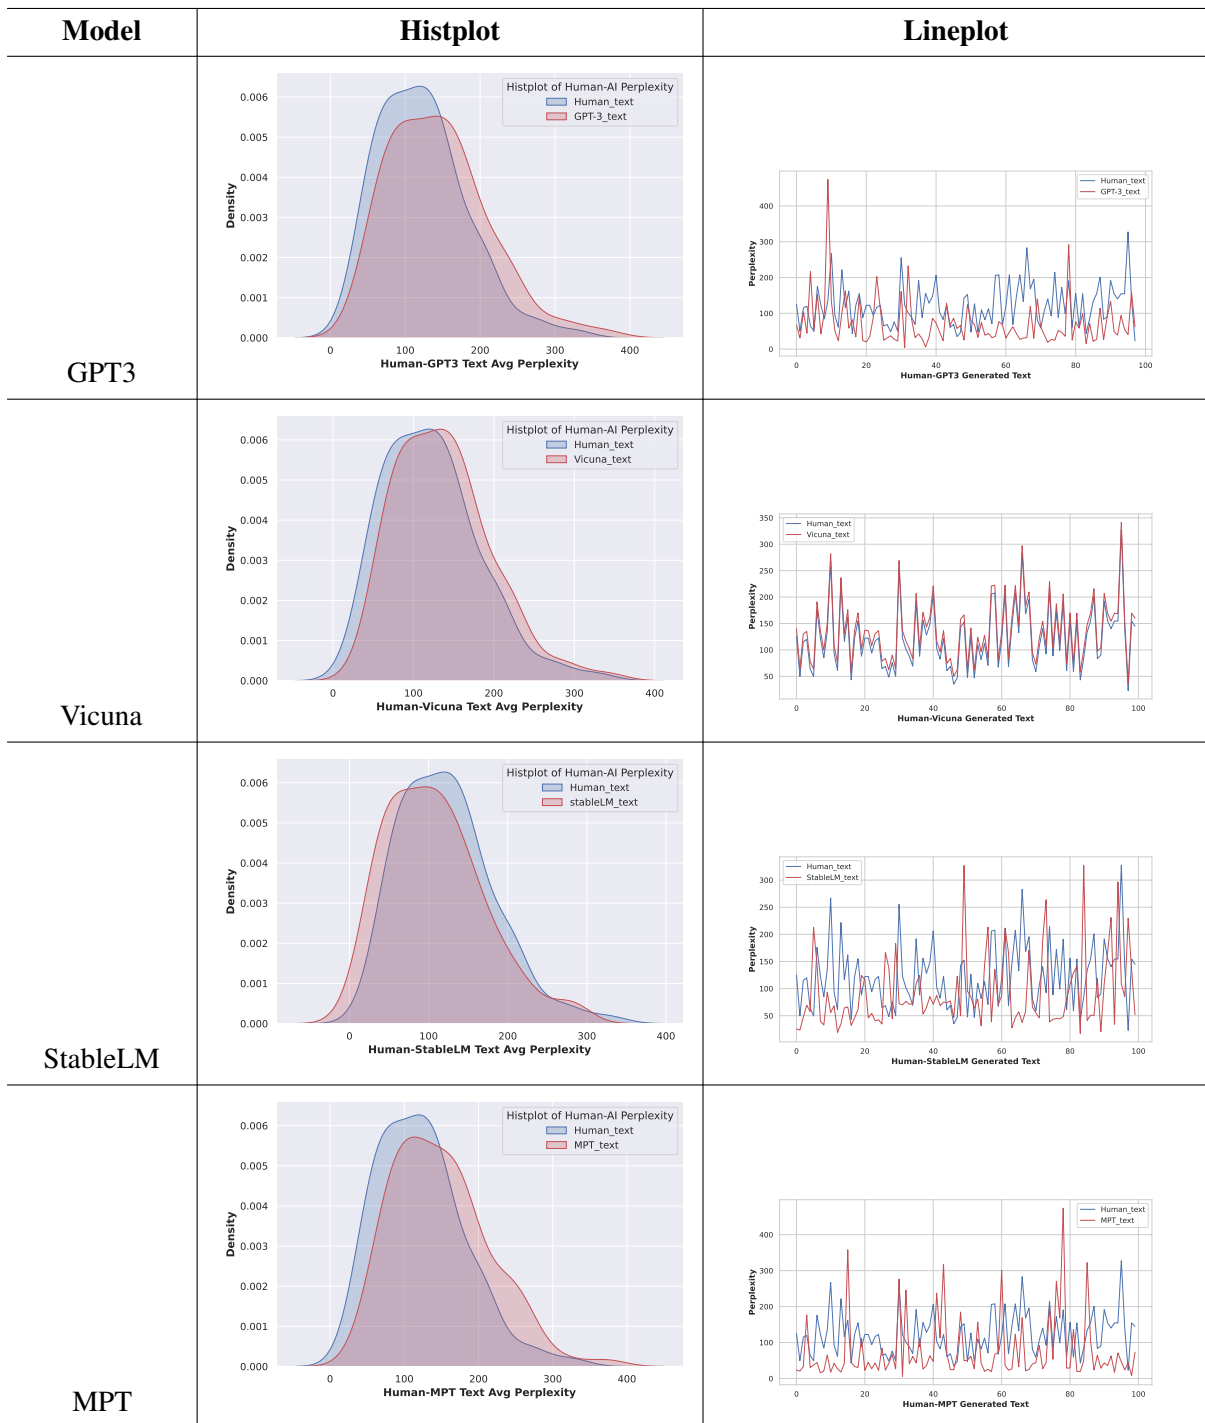 Model Histplot Lineplot
GPT3
Histplot of Human-AI Perplexity
Human_text
GPT-3_text
Density
0.006
0.005
0.004
0.003
0.002
0.001
0.000
0 100 200 300 400
Human-GPT3 Text Avg Perplexity
Human_text
GPT-3_text
Perplexity
400
300
200
100
0
0 20 40 60 80 100
Human-GPT3 Generated Text
Vicuna
Histplot of Human-AI Perplexity
Human_text
Vicuna_text
Density
0.006
0.005
0.004
0.003
0.002
0.001
0.000
0 100 200 300 400
Human-Vicuna Text Avg Perplexity
Human_text
Vicuna_text
Perplexity
350
300
250
200
150
100
50
0 20 40 60 80 100
Human-Vicuna Generated Text
StableLM
Histplot of Human-AI Perplexity
Human_text
stableLM_text
Density
0.006
0.005
0.004
0.003
0.002
0.001
0.000
0 100 200 300 400
Human-StableLM Text Avg Perplexity
Human_text
StableLM_text
Perplexity
300
250
200
150
100
50
0 20 40 60 80 100
Human-StableLM Generated Text
MPT
Histplot of Human-AI Perplexity
Human_text
MPT_text
Density
0.006
0.005
0.004
0.003
0.002
0.001
0.000
0 100 200 300 400
Human-MPT Text Avg Perplexity
Human_text
MPT_text
Perplexity
400
300
200
100
0
0 20 40 60 80 100
Human-MPT Generated Text